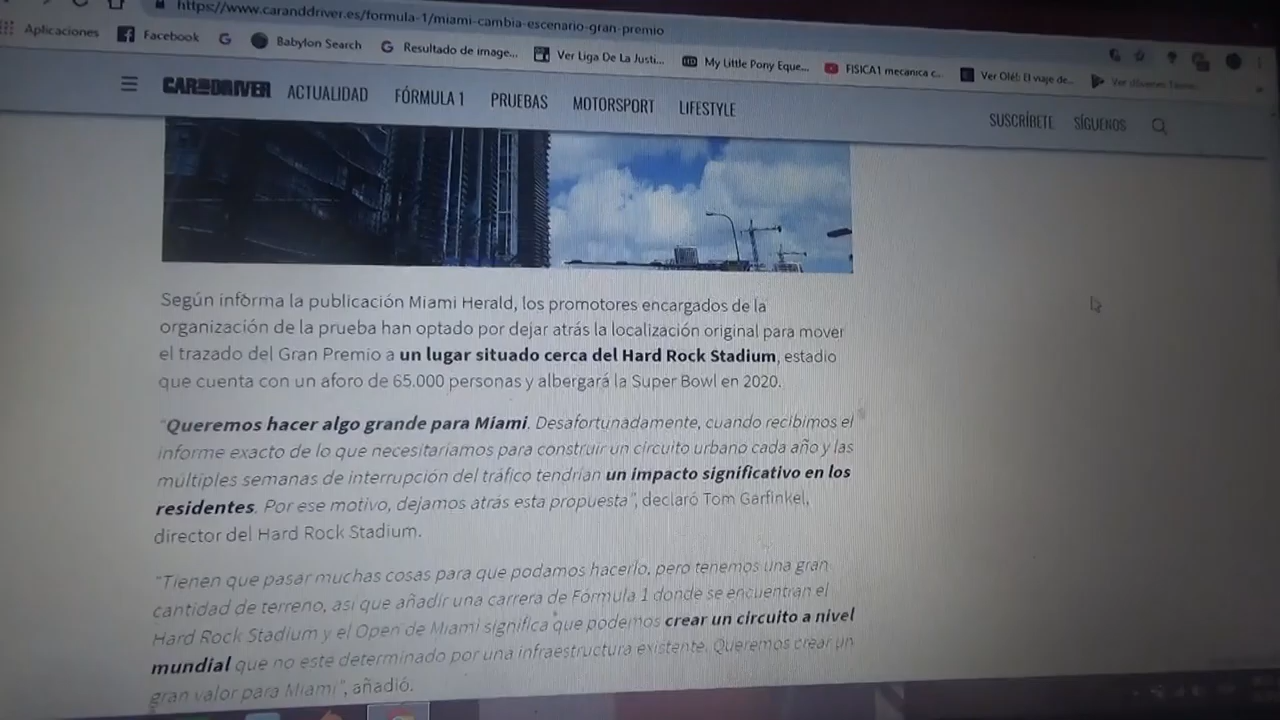 https://www.caranddriver.es/formula-1/miami-cambia-escenario-gran-premio
Aplicaciones Facebook Babylon Search Resultado de image... Ver Liga De La Justi... My Little Pony Eque... FISICA1 mecanica c... Ver Olé!: El viaje de...
CAR AND DRIVER ACTUALIDAD FÓRMULA 1 PRUEBAS MOTORSPORT LIFESTYLE SUSCRÍBETE SÍGUENOS
Según informa la publicación Miami Herald, los promotores encargados de la
organización de la prueba han optado por dejar atrás la localización original para mover
el trazado del Gran Premio a un lugar situado cerca del Hard Rock Stadium, estadio
que cuenta con un aforo de 65.000 personas y albergará la Super Bowl en 2020.
"Queremos hacer algo grande para Miami. Desafortunadamente, cuando recibimos el
informe exacto de lo que necesitaríamos para construir un circuito urbano cada año y las
múltiples semanas de interrupción del tráfico tendrían un impacto significativo en los
residentes. Por ese motivo, dejamos atrás esta propuesta", declaró Tom Garfinkel,
director del Hard Rock Stadium.
"Tienen que pasar muchas cosas para que podamos hacerlo, pero tenemos una gran
cantidad de terreno, así que añadir una carrera de Fórmula 1 donde se encuentran el
Hard Rock Stadium y el Open de Miami significa que podemos crear un circuito a nivel
mundial que no esté determinado por una infraestructura existente. Queremos crear un
gran valor para Miami", añadió.